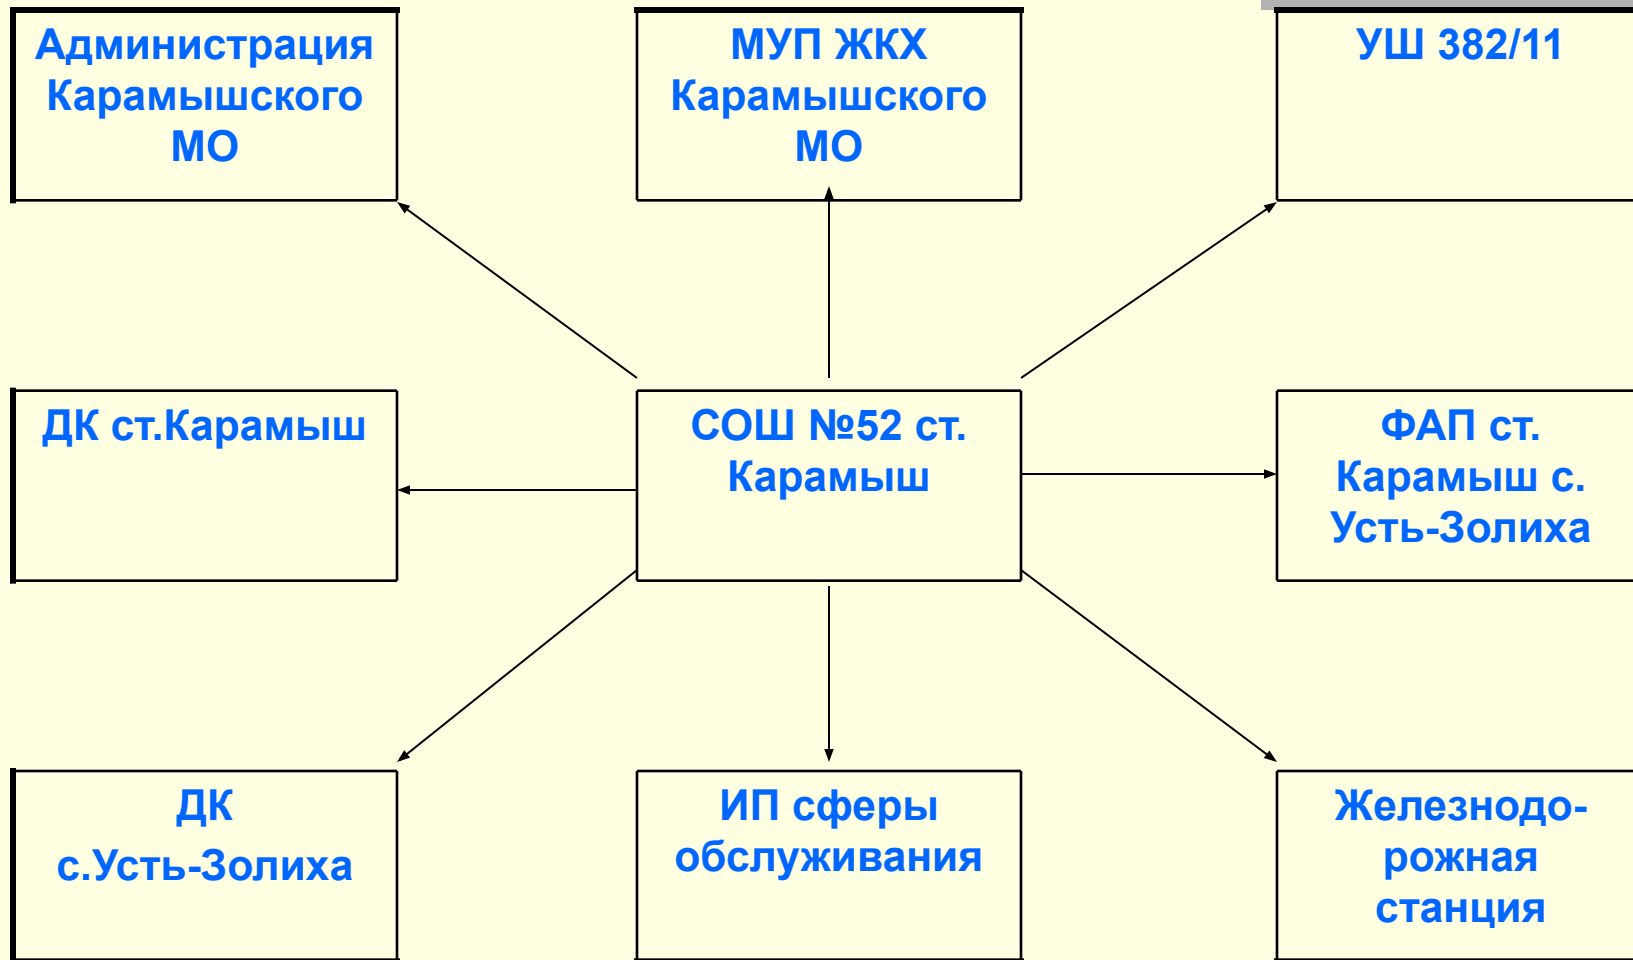 Администрация
Карамышского
МО
МУП ЖКХ
Карамышского
МО
УШ 382/11
ДК ст.Карамыш
СОШ №52 ст.
Карамыш
ФАП ст.
Карамыш с.
Усть-Золиха
ДК
с.Усть-Золиха
ИП сферы
обслуживания
Железнодо-
рожная
станция